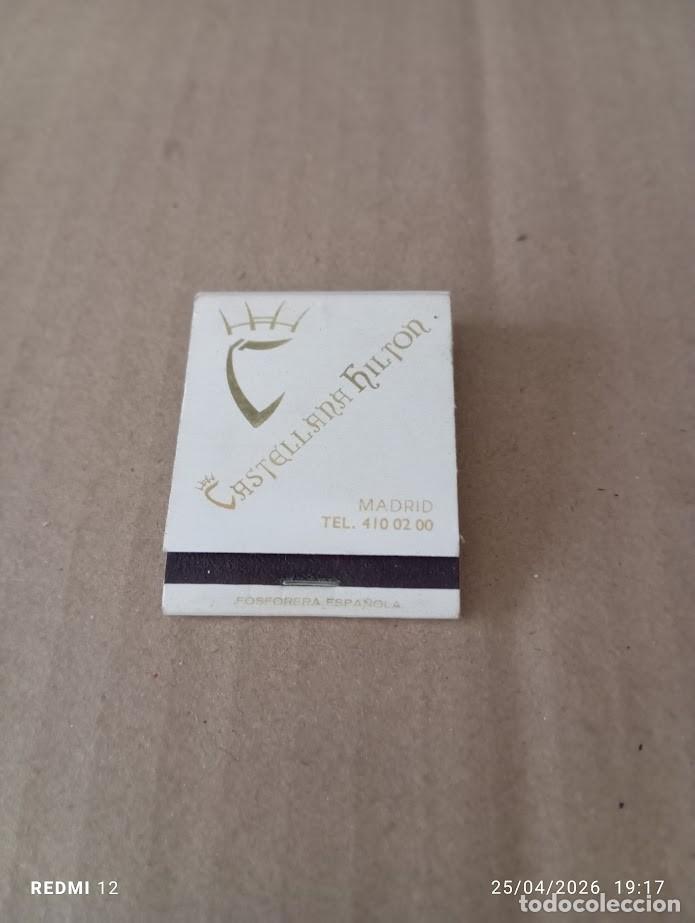 C
CASTELLANA HILTON
MADRID
TEL. 410 02 00
FOSFORERA ESPAÑOLA
REDMI 12
25/04/2026 19:17
todocoleccion